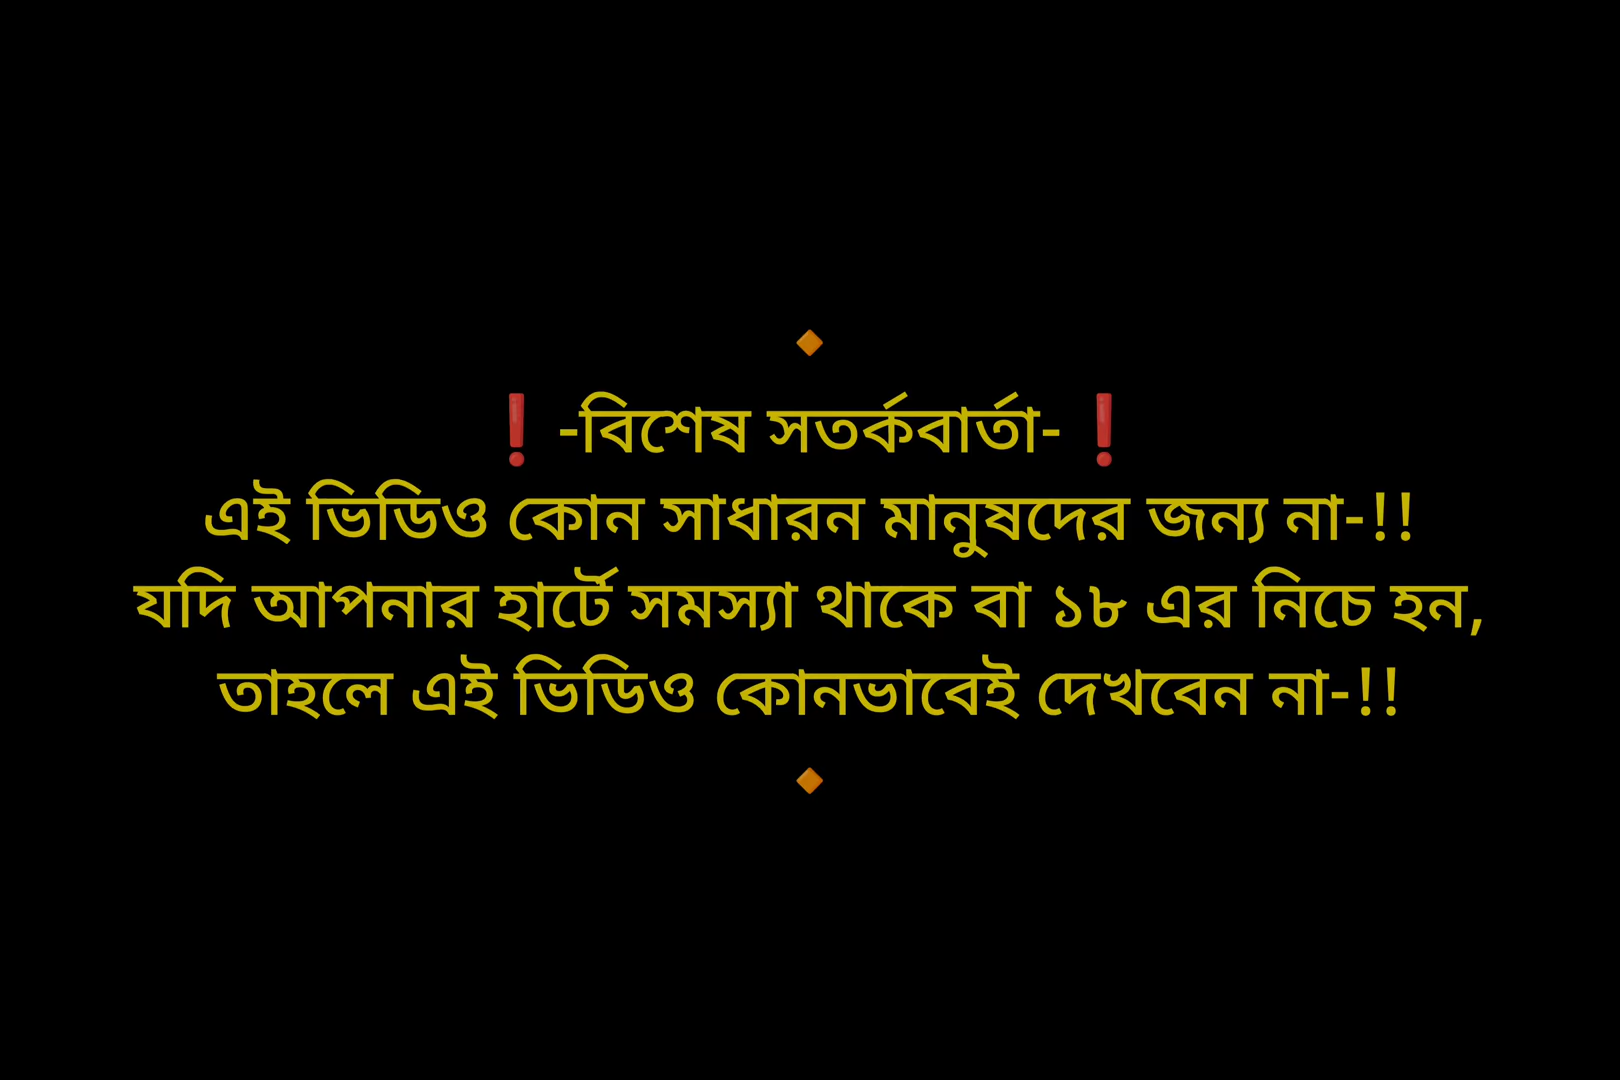 🔸
❗-বিশেষ সতর্কবার্তা-❗
এই ভিডিও কোন সাধারন মানুষদের জন্য না-!!
যদি আপনার হার্টে সমস্যা থাকে বা ১৮ এর নিচে হন,
তাহলে এই ভিডিও কোনভাবেই দেখবেন না-!!
🔸